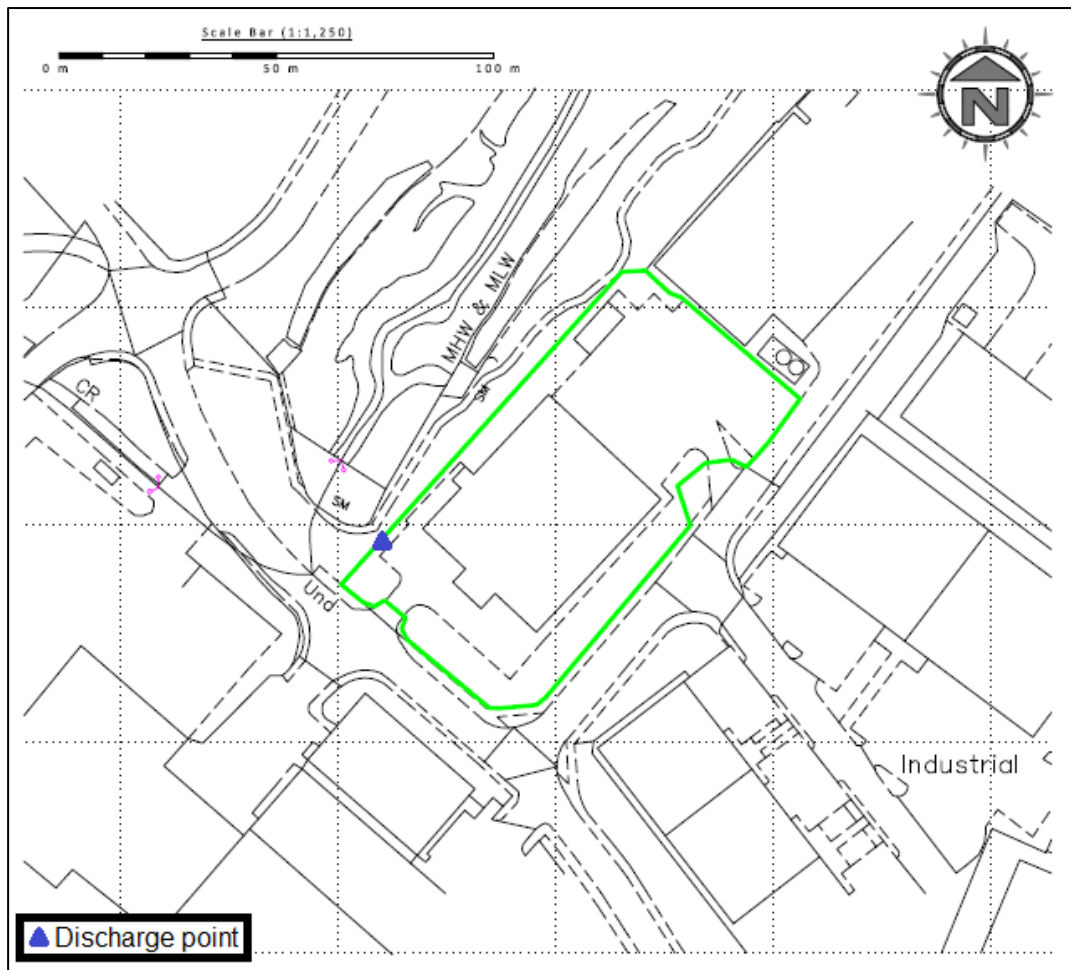 Scale Bar (1:1,250)
0 m 50 m 100 m
N
MHW & MLW
SM
CR
SM
Und
Industrial
Discharge point